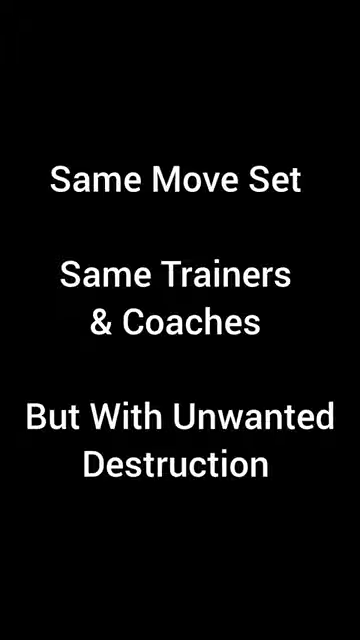 Same Move Set
Same Trainers
& Coaches
But With Unwanted
Destruction